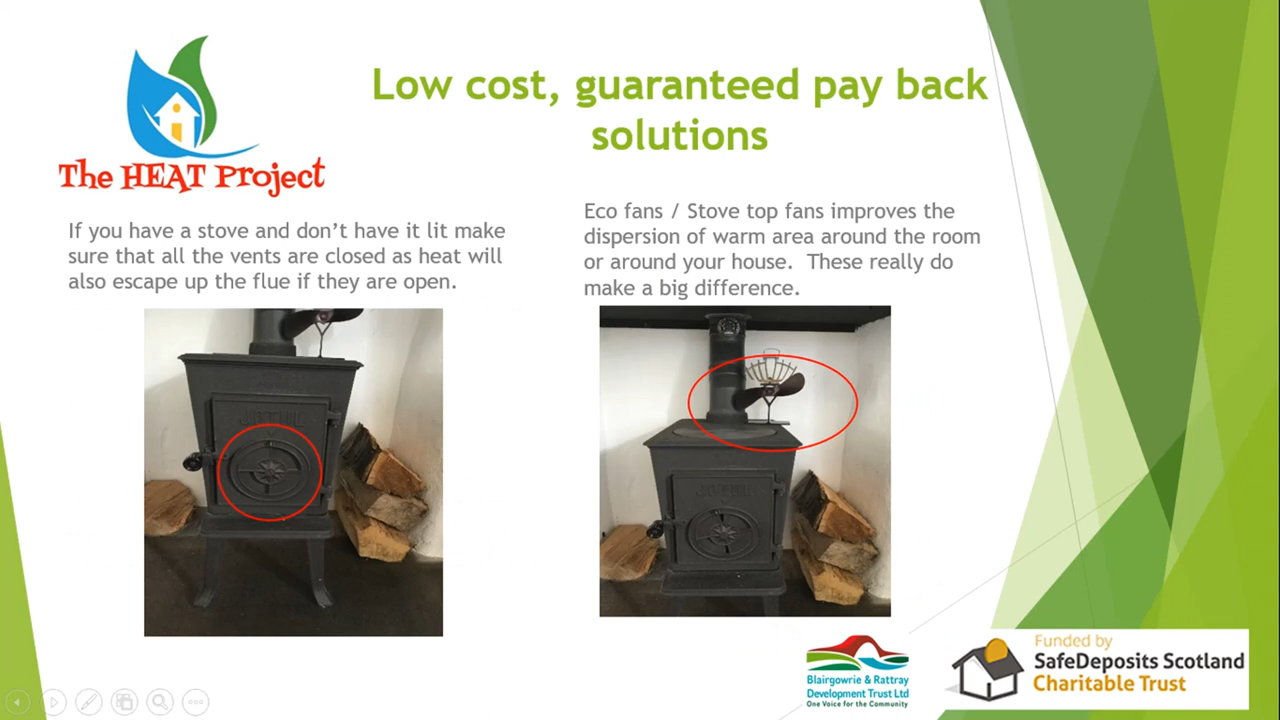 Low cost, guaranteed pay back
solutions
The HEAT Project
If you have a stove and don't have it lit make
sure that all the vents are closed as heat will
also escape up the flue if they are open.
Eco fans / Stove top fans improves the
dispersion of warm area around the room
or around your house.  These really do
make a big difference.
JØTUL
JØTUL
Blairgowrie & Rattray
Development Trust Ltd
One Voice for the Community
Funded by
SafeDeposits Scotland
Charitable Trust